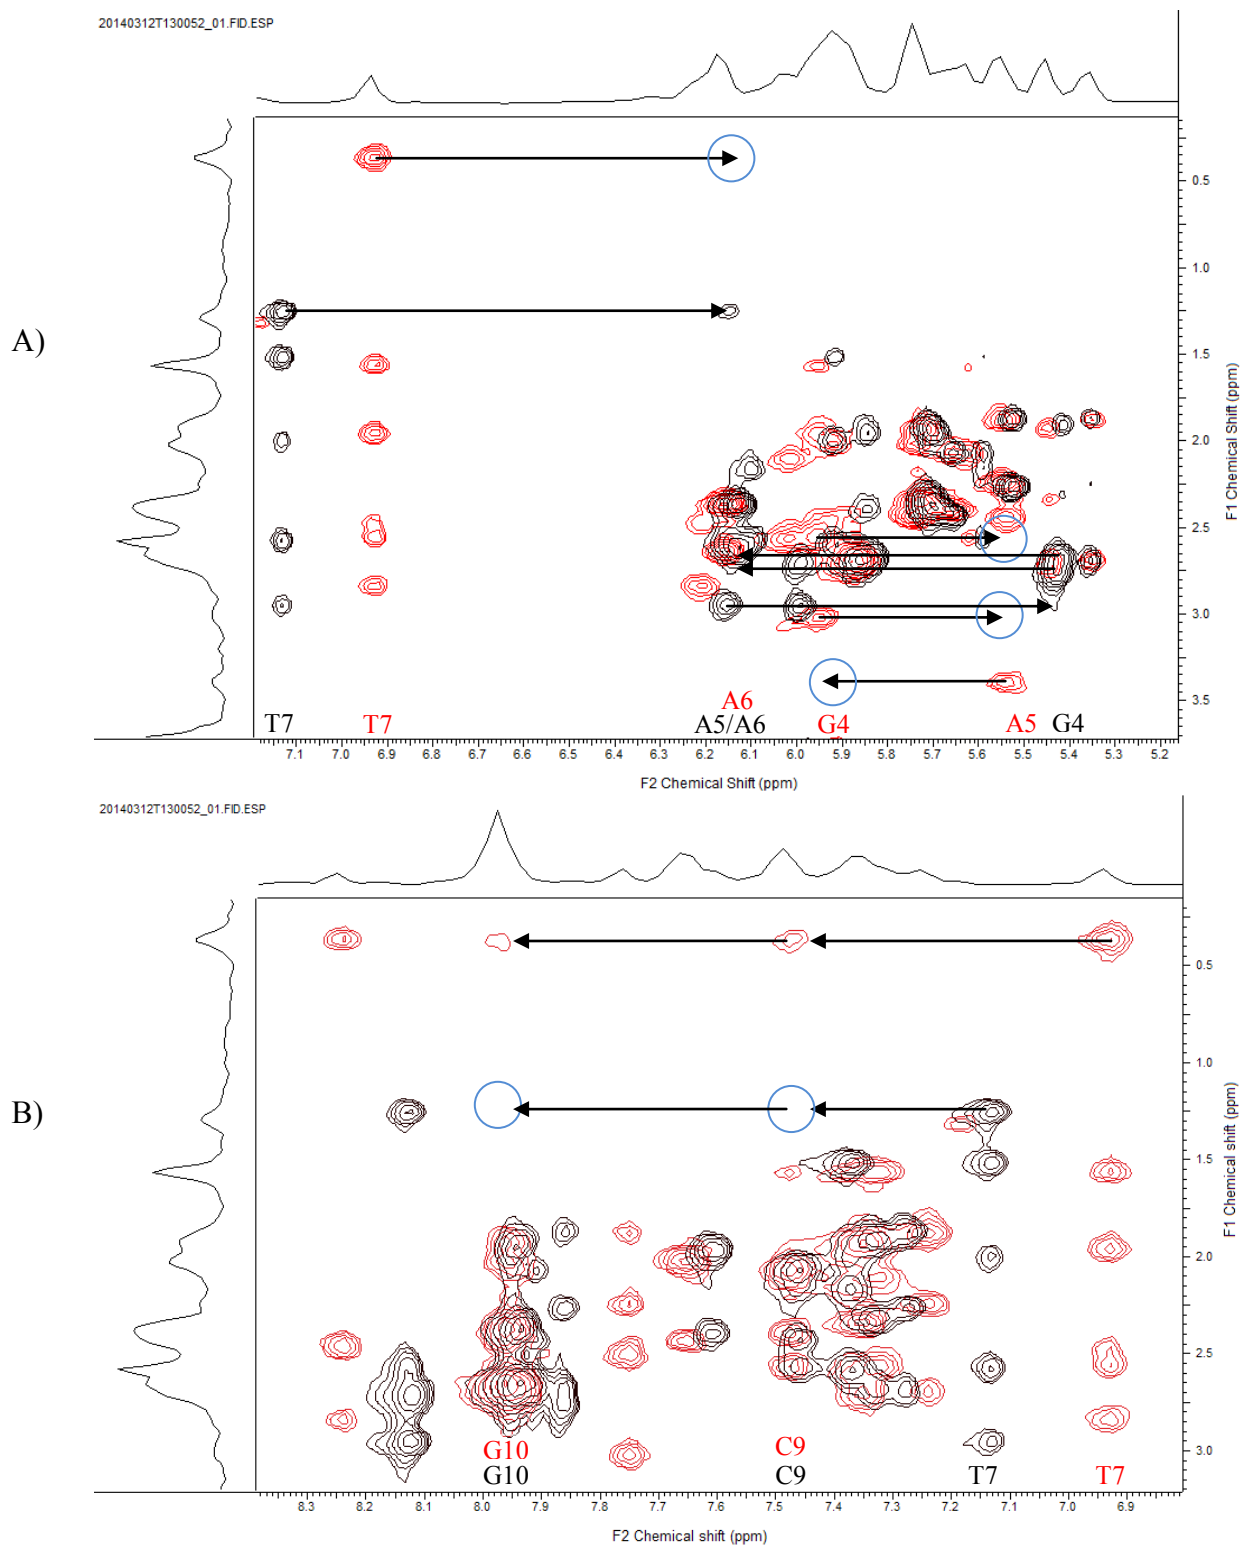 20140312T130052_01.FID.ESP
A)
0.5
1.0
1.5
2.0
2.5
3.0
3.5
F1 Chemical Shift (ppm)
A6
T7 T7 A5/A6 G4 A5 G4
7.1 7.0 6.9 6.8 6.7 6.6 6.5 6.4 6.3 6.2 6.1 6.0 5.9 5.8 5.7 5.6 5.5 5.4 5.3 5.2
F2 Chemical Shift (ppm)
20140312T130052_01.FID.ESP
B)
0.5
1.0
1.5
2.0
2.5
3.0
F1 Chemical shift (ppm)
G10 C9
G10 C9 T7 T7
8.3 8.2 8.1 8.0 7.9 7.8 7.7 7.6 7.5 7.4 7.3 7.2 7.1 7.0 6.9
F2 Chemical shift (ppm)